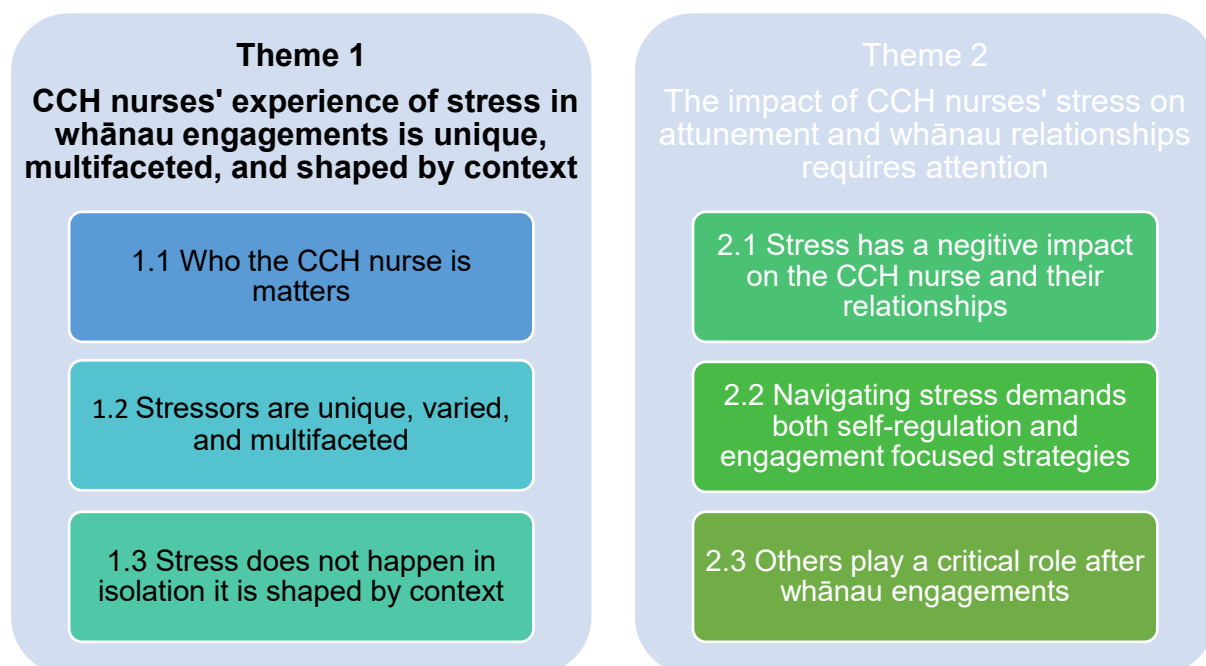 Theme 1
CCH nurses' experience of stress in
whānau engagements is unique,
multifaceted, and shaped by context
1.1 Who the CCH nurse is
matters
1.2 Stressors are unique, varied,
and multifaceted
1.3 Stress does not happen in
isolation it is shaped by context
Theme 2
The impact of CCH nurses' stress on
attunement and whānau relationships
requires attention
2.1 Stress has a negitive impact
on the CCH nurse and their
relationships
2.2 Navigating stress demands
both self-regulation and
engagement focused strategies
2.3 Others play a critical role after
whānau engagements